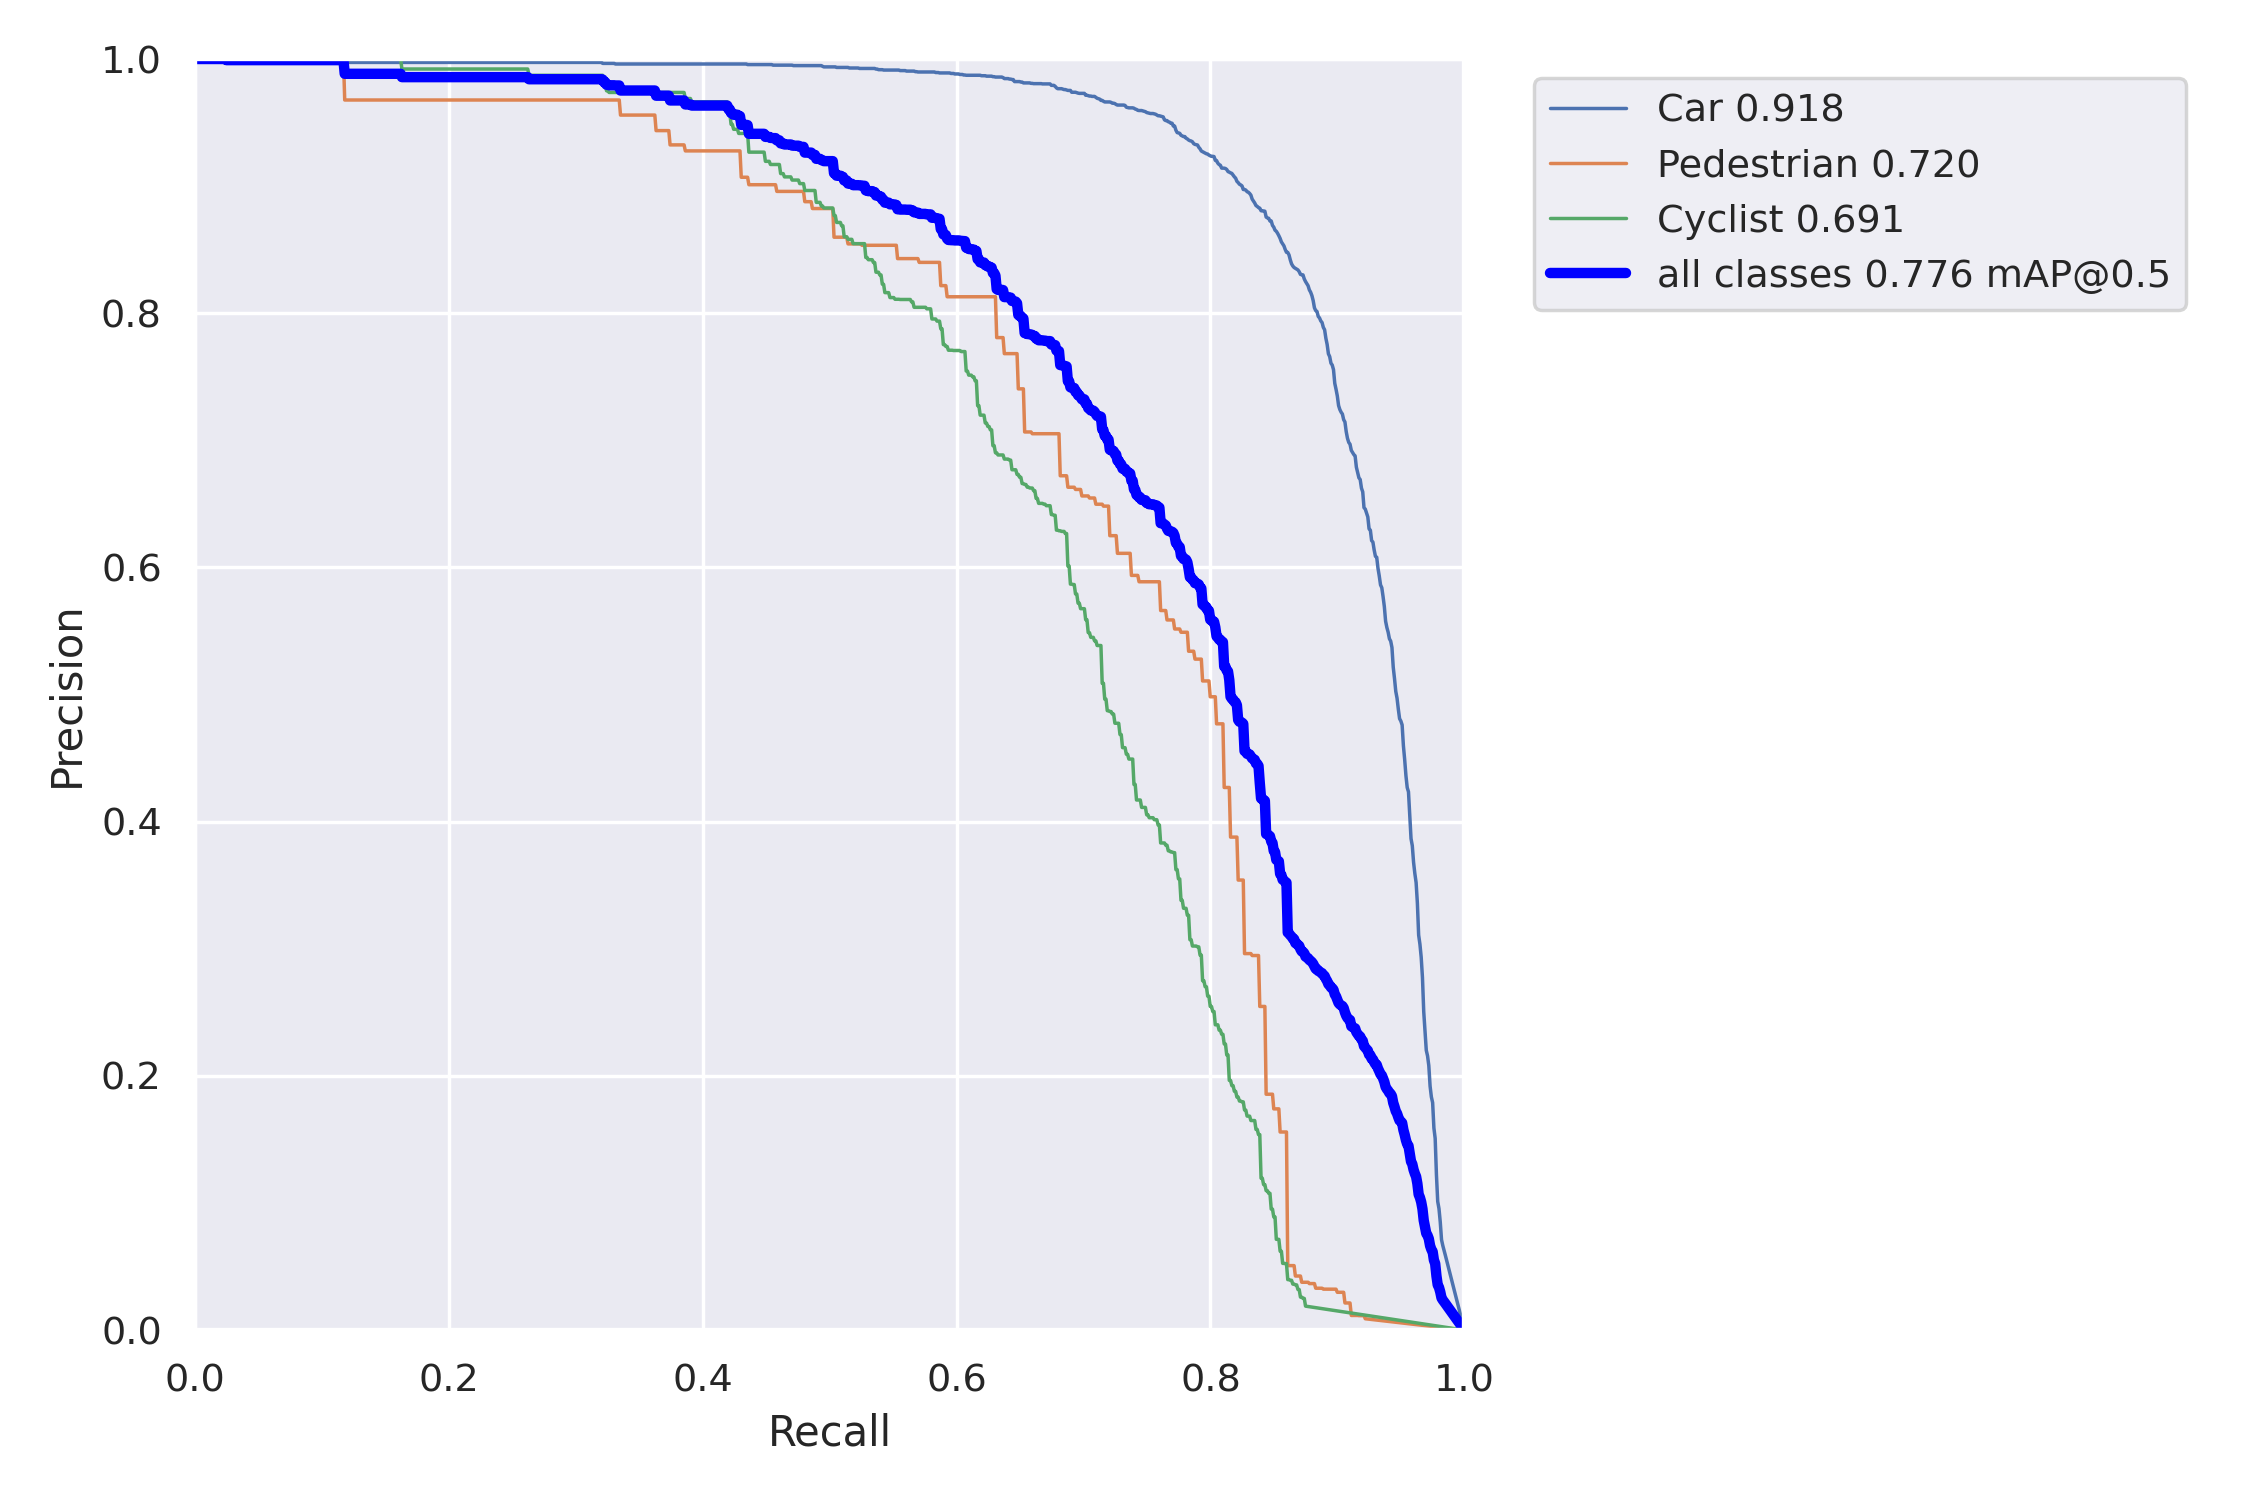 1.0
0.8
0.6
0.4
0.2
0.0
Precision
0.0 0.2 0.4 0.6 0.8 1.0
Recall
Car 0.918
Pedestrian 0.720
Cyclist 0.691
all classes 0.776 mAP@0.5